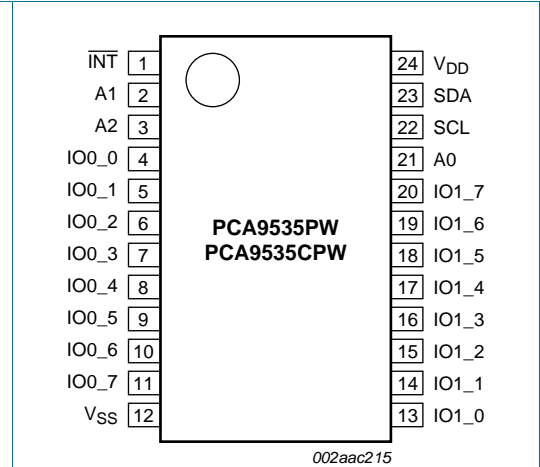 I̅N̅T̅ 1
A1 2
A2 3
IO0_0 4
IO0_1 5
IO0_2 6
IO0_3 7
IO0_4 8
IO0_5 9
IO0_6 10
IO0_7 11
VSS 12
PCA9535PW
PCA9535CPW
24 VDD
23 SDA
22 SCL
21 A0
20 IO1_7
19 IO1_6
18 IO1_5
17 IO1_4
16 IO1_3
15 IO1_2
14 IO1_1
13 IO1_0
002aac215